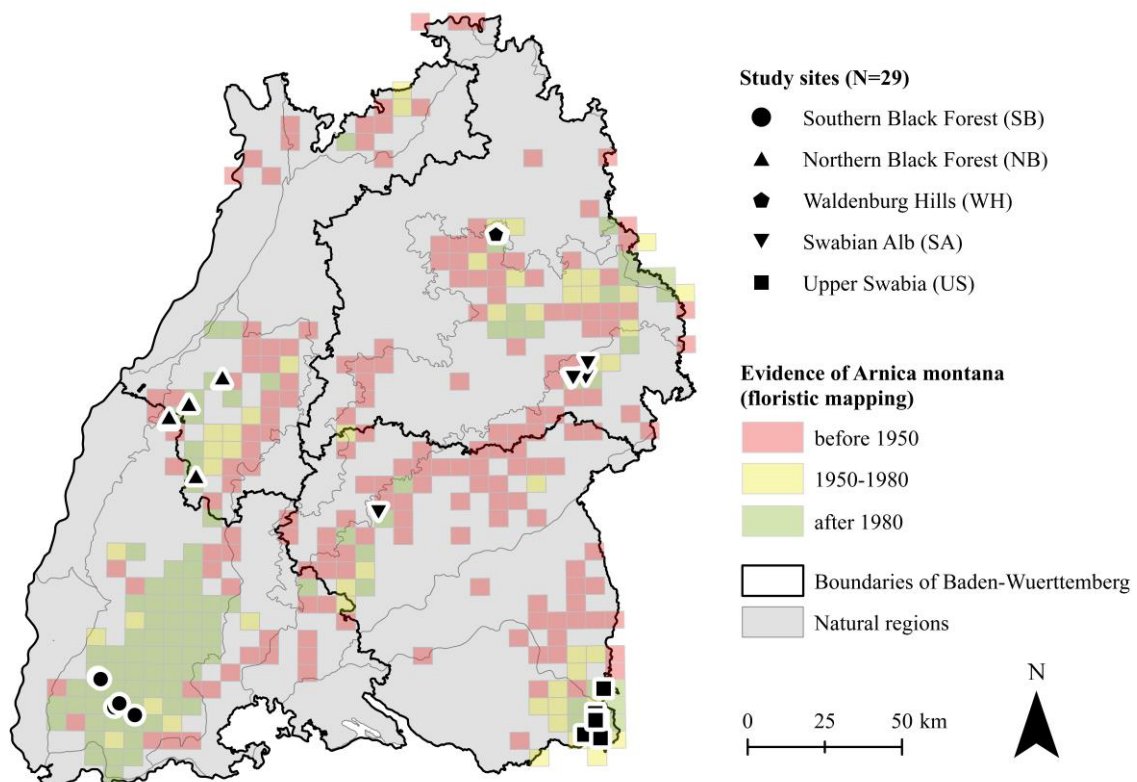 Study sites (N=29)
Southern Black Forest (SB)
Northern Black Forest (NB)
Waldenburg Hills (WH)
Swabian Alb (SA)
Upper Swabia (US)
Evidence of Arnica montana
(floristic mapping)
before 1950
1950-1980
after 1980
Boundaries of Baden-Wuerttemberg
Natural regions
N
0 25 50 km